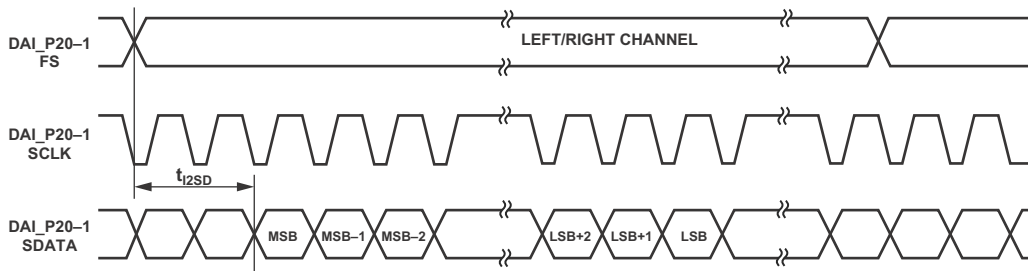 DAI_P20–1
FS
LEFT/RIGHT CHANNEL
DAI_P20–1
SCLK
tI2SD
DAI_P20–1
SDATA
MSB
MSB–1
MSB–2
LSB+2
LSB+1
LSB